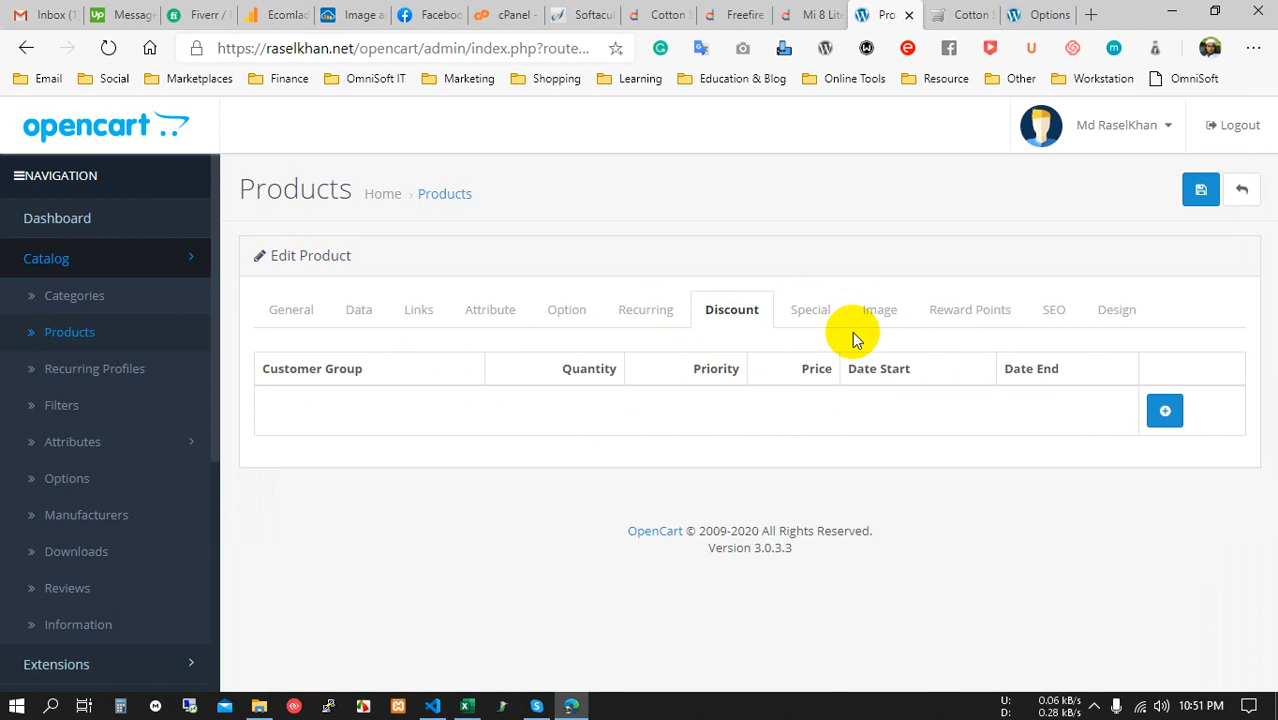 Inbox (1
Messag
Fiverr /
Ecomlad
Image a
Faceboo
cPanel -
Softacul
Cotton S
Freefire
Mi 8 Lite
Pro
Cotton S
Options
https://raselkhan.net/opencart/admin/index.php?route...
Email
Social
Marketplaces
Finance
OmniSoft IT
Marketing
Shopping
Learning
Education & Blog
Online Tools
Resource
Other
Workstation
OmniSoft
opencart
Md RaselKhan
Logout
NAVIGATION
Dashboard
Catalog
Categories
Products
Recurring Profiles
Filters
Attributes
Options
Manufacturers
Downloads
Reviews
Information
Extensions
Products Home › Products
Edit Product
General Data Links Attribute Option Recurring Discount Special Image Reward Points SEO Design
Customer Group Quantity Priority Price Date Start Date End
OpenCart © 2009-2020 All Rights Reserved.
Version 3.0.3.3
U: 0.06 kB/s
D: 0.28 kB/s
10:51 PM